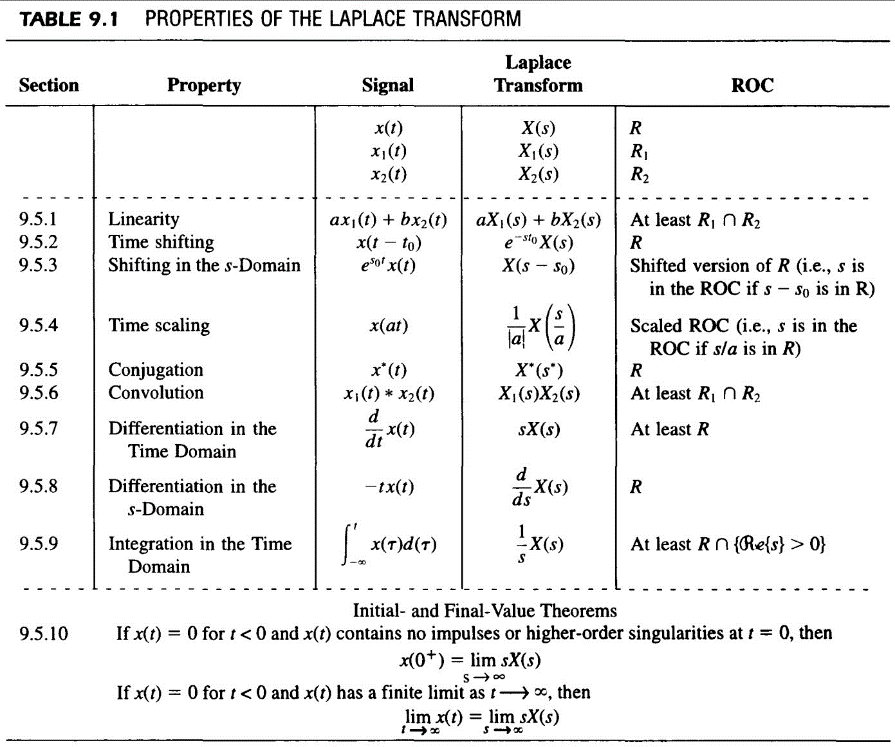 TABLE 9.1 PROPERTIES OF THE LAPLACE TRANSFORM
Section Property Signal Laplace Transform ROC
x(t) X(s) R
x₁(t) X₁(s) R₁
x₂(t) X₂(s) R₂
9.5.1 Linearity ax₁(t) + bx₂(t) aX₁(s) + bX₂(s) At least R₁ ∩ R₂
9.5.2 Time shifting x(t − t₀) e^{−st₀}X(s) R
9.5.3 Shifting in the s-Domain e^{s₀t}x(t) X(s − s₀) Shifted version of R (i.e., s is
in the ROC if s − s₀ is in R)
9.5.4 Time scaling x(at) 1/|a| X(s/a) Scaled ROC (i.e., s is in the
ROC if s/a is in R)
9.5.5 Conjugation x*(t) X*(s*) R
9.5.6 Convolution x₁(t) * x₂(t) X₁(s)X₂(s) At least R₁ ∩ R₂
9.5.7 Differentiation in the d/dt x(t) sX(s) At least R
Time Domain
9.5.8 Differentiation in the −tx(t) d/ds X(s) R
s-Domain
9.5.9 Integration in the Time ∫_{−∞}^{t} x(τ)d(τ) 1/s X(s) At least R ∩ {ℜe{s} > 0}
Domain
Initial- and Final-Value Theorems
9.5.10 If x(t) = 0 for t < 0 and x(t) contains no impulses or higher-order singularities at t = 0, then
x(0⁺) = lim sX(s)
s→∞
If x(t) = 0 for t < 0 and x(t) has a finite limit as t → ∞, then
lim x(t) = lim sX(s)
t→∞ s→∞